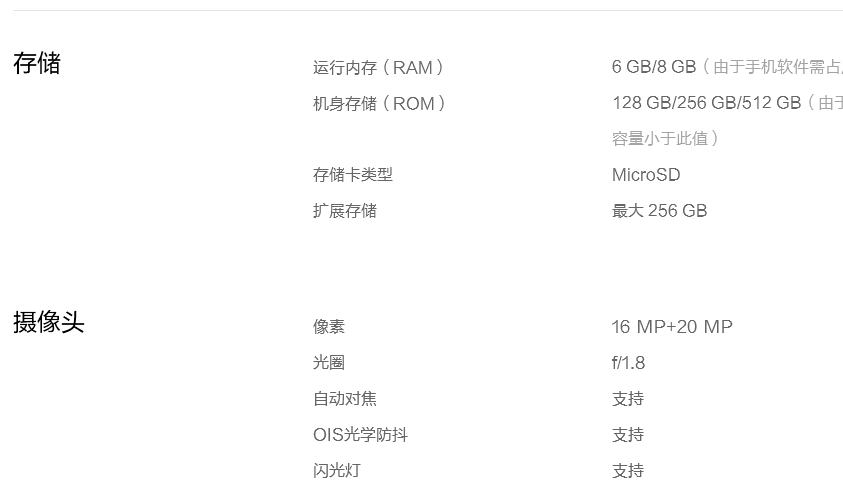 存储
运行内存（RAM） 6 GB/8 GB（由于手机软件需占
机身存储（ROM） 128 GB/256 GB/512 GB（由于
容量小于此值）
存储卡类型 MicroSD
扩展存储 最大 256 GB
摄像头
像素 16 MP+20 MP
光圈 f/1.8
自动对焦 支持
OIS光学防抖 支持
闪光灯 支持